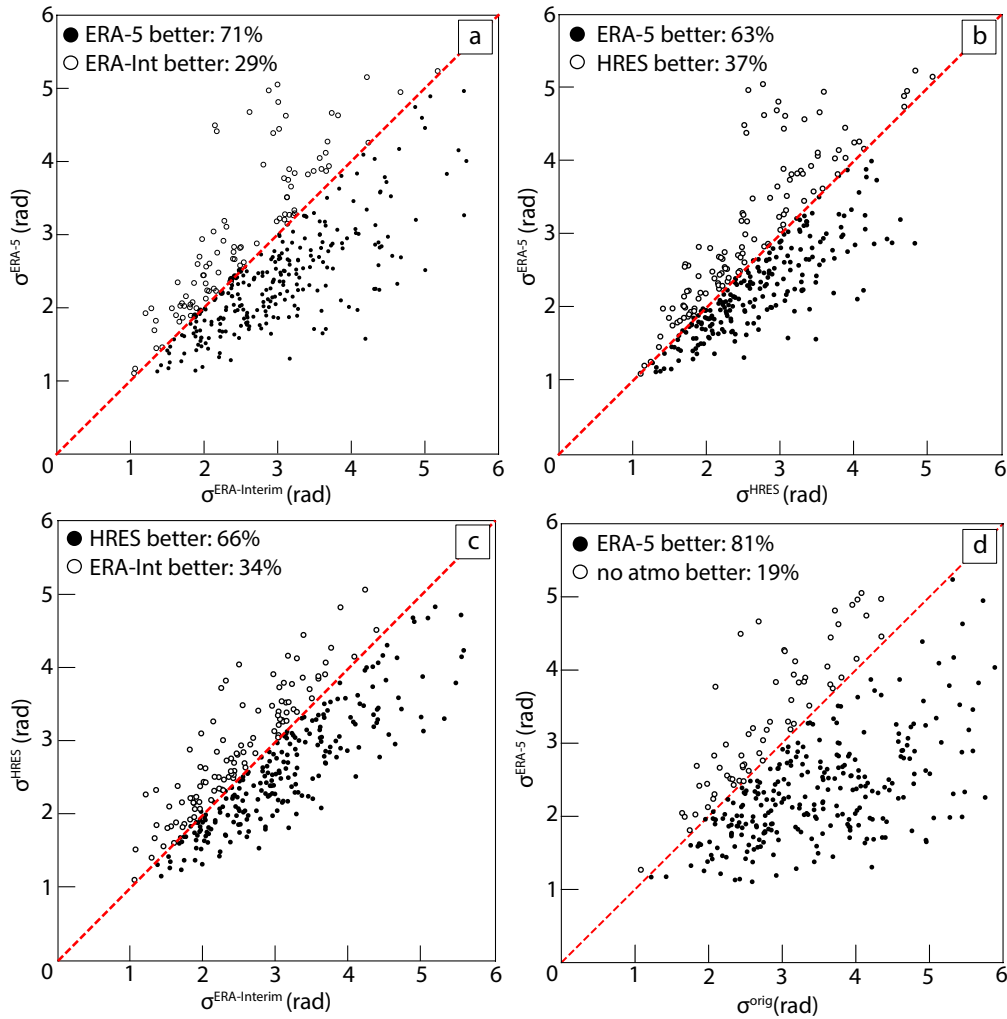 ERA-5 better: 71%
ERA-Int better: 29%
a
6
5
4
3
2
1
0
1
2
3
4
5
6
σ^ERA-5 (rad)
σ^ERA-Interim (rad)
ERA-5 better: 63%
HRES better: 37%
b
6
5
4
3
2
1
0
1
2
3
4
5
6
σ^ERA-5 (rad)
σ^HRES (rad)
HRES better: 66%
ERA-Int better: 34%
c
6
5
4
3
2
1
0
1
2
3
4
5
6
σ^HRES (rad)
σ^ERA-Interim (rad)
ERA-5 better: 81%
no atmo better: 19%
d
6
5
4
3
2
1
0
1
2
3
4
5
6
σ^ERA-5 (rad)
σ^orig(rad)